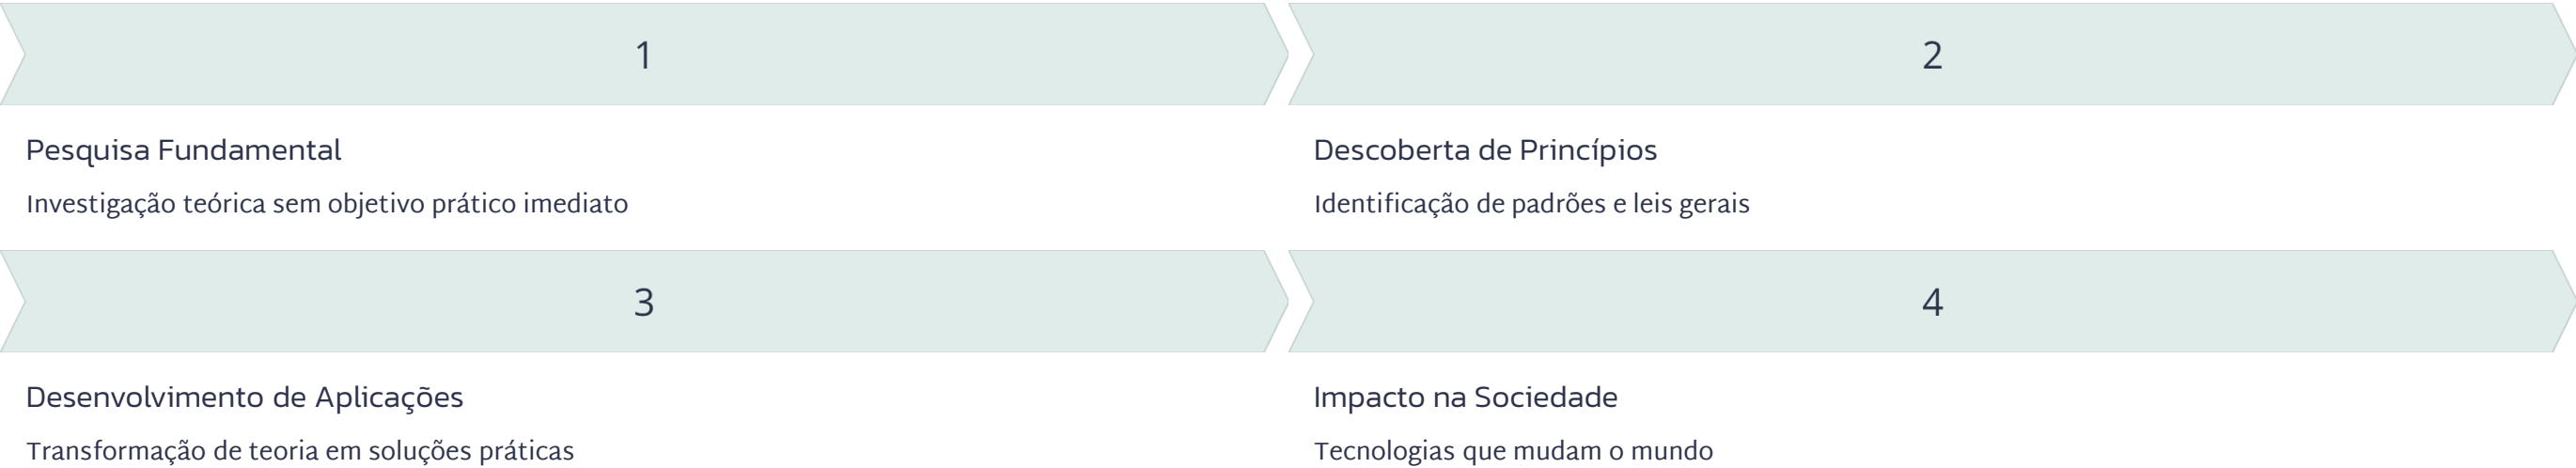 1
Pesquisa Fundamental
Investigação teórica sem objetivo prático imediato
2
Descoberta de Princípios
Identificação de padrões e leis gerais
3
Desenvolvimento de Aplicações
Transformação de teoria em soluções práticas
4
Impacto na Sociedade
Tecnologias que mudam o mundo